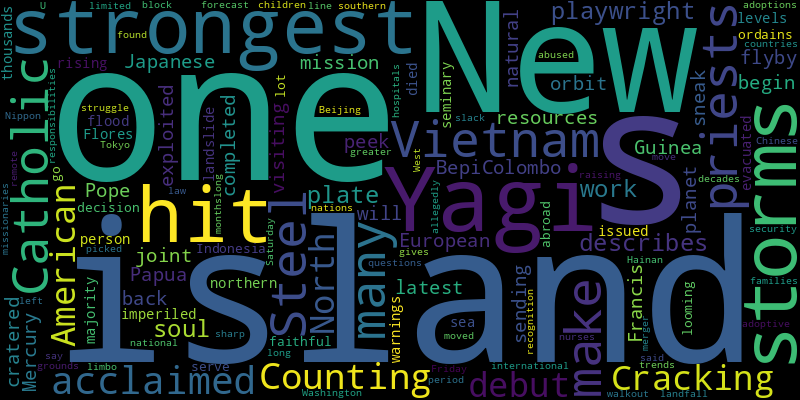 U limited block forecast children line southern adoptions
strongest New playwright levels
thousands found natural priests ordains
countries
rising Japanese mission abused flyby
one died orbit begin
Nippon struggle lot Beijing hospitals seminary sneak
responsibilities exploited flood landslide completed Tokyo visiting peek greater slack resources S storms
Catholic Flores Vietnam Guinea evacuated Chinese
go West BepiColombo move
remote American Pope hit law plate Yagi raising work planet decades
decision monthslong nations will allegedly abroad issued
missionaries person picked joint Indonesia Saturday Steel North many European gives describes security
island
Papua northern questions latest sea sending Hainan families
cratered Mercury majority back warnings moved recognition Francis looming
left imperiled soul faithful period make merger adoptive
national sharp long
say serve Friday nurses said trends
grounds limbo acclaimed Counting international debut Cracking
Washington walkout landfall